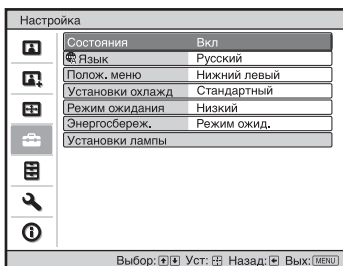 Настройка
Состояния Вкл
Язык Русский
Полож. меню Нижний левый
Установки охлажд Стандартный
Режим ожидания Низкий
Энергосбереж. Режим ожид.
Установки лампы
Выбор: Уст: Назад: Вых: MENU